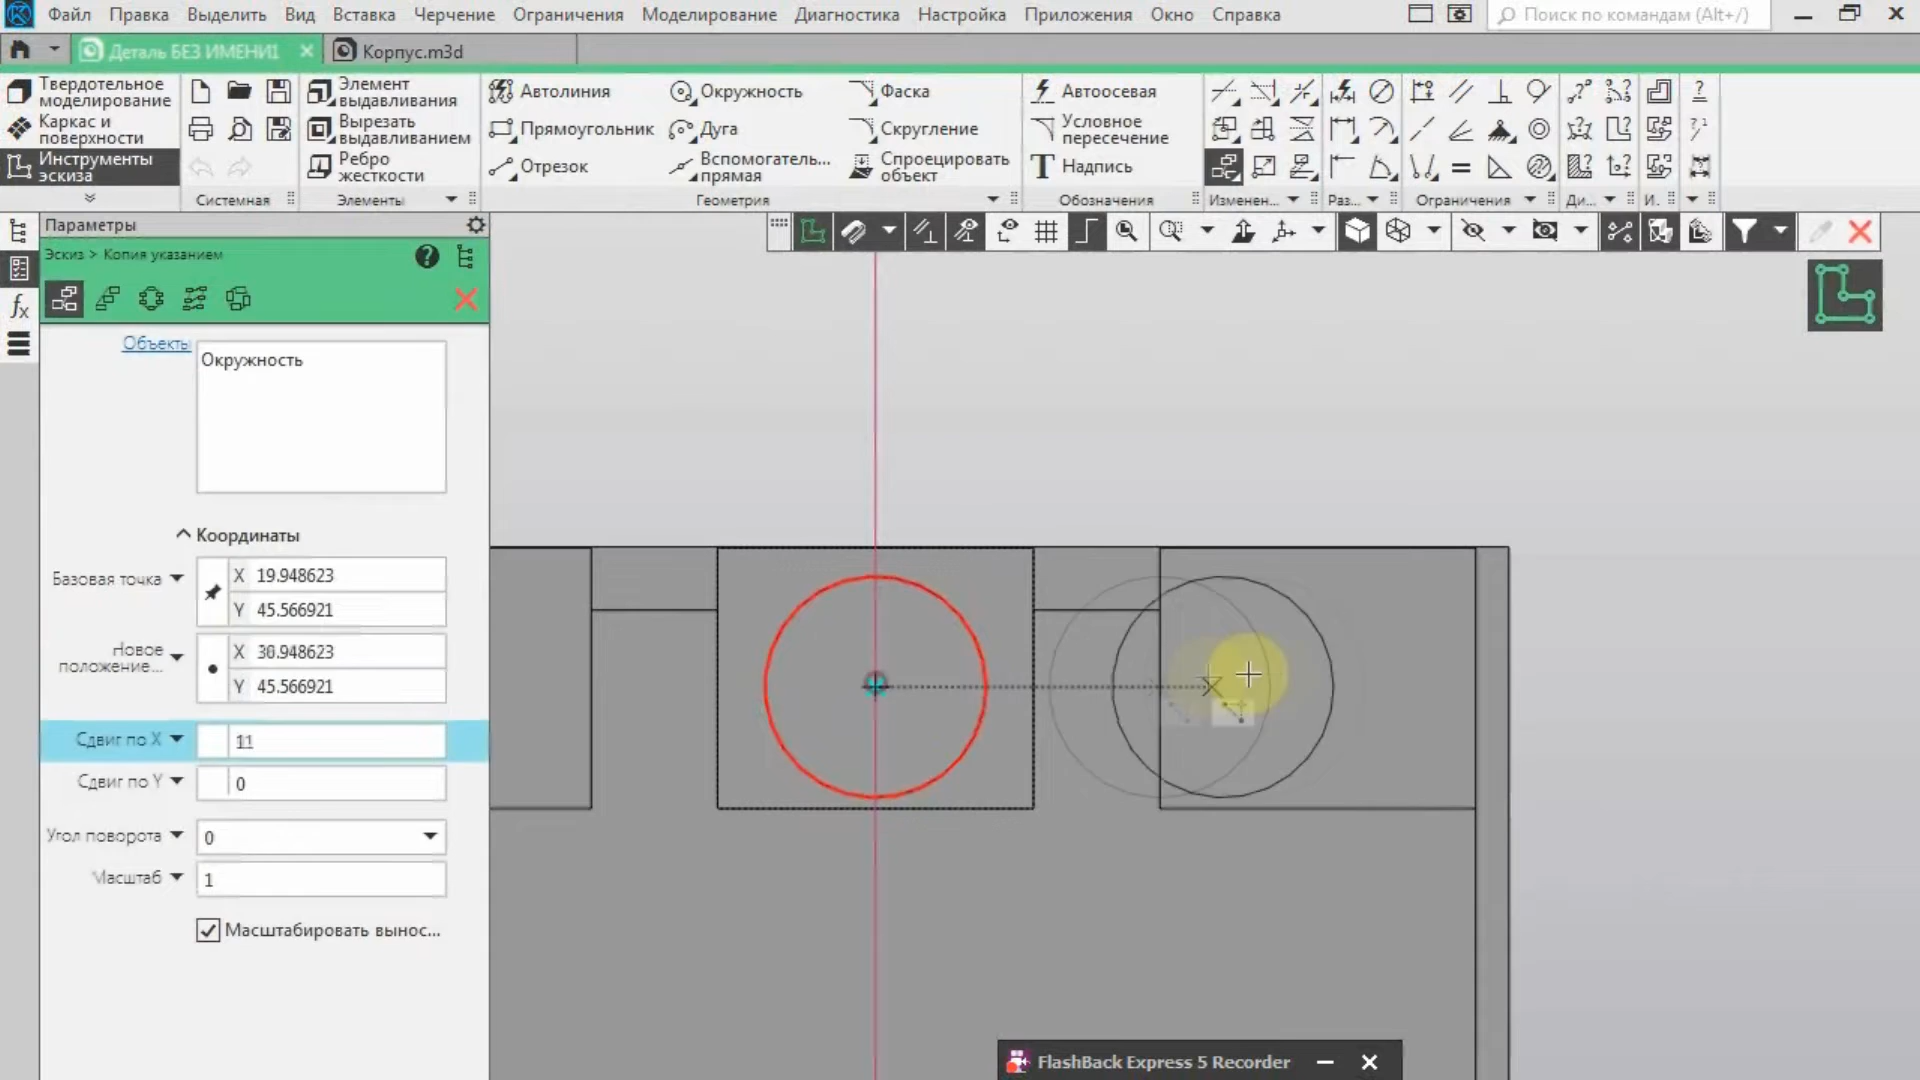 Файл Правка Выделить Вид Вставка Черчение Ограничения Моделирование Диагностика Настройка Приложения Окно Справка
Поиск по командам (Alt+/)
Деталь БЕЗ ИМЕНИ1
Корпус.m3d
Твердотельное моделирование
Каркас и поверхности
Инструменты эскиза
Системная
Элемент выдавливания
Вырезать выдавливанием
Ребро жесткости
Элементы
Автолиния
Окружность
Фаска
Прямоугольник
Дуга
Скругление
Отрезок
Вспомогатель... прямая
Спроецировать объект
Геометрия
Автоосевая
Условное пересечение
Надпись
Обозначения
Изменен...
Раз...
Ограничения
Ди...
И.
Параметры
Эскиз > Копия указанием
Объекты
Окружность
Координаты
Базовая точка
X 19.948623
Y 45.566921
Новое положение...
X 30.948623
Y 45.566921
Сдвиг по X
11
Сдвиг по Y
0
Угол поворота
0
Масштаб
1
Масштабировать вынос...
FlashBack Express 5 Recorder